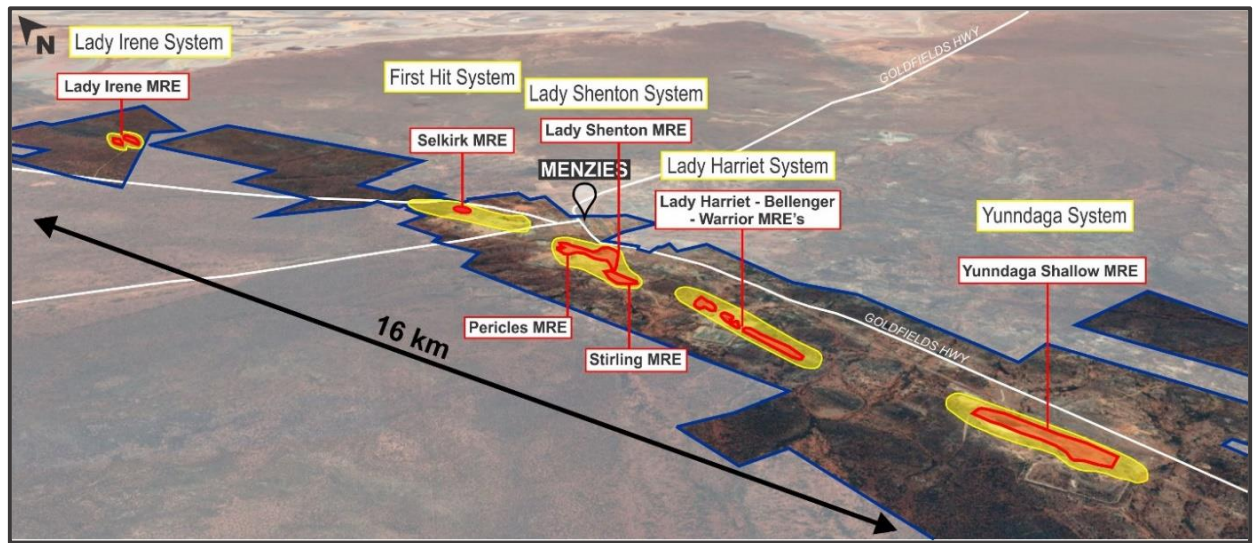 N
Lady Irene System
Lady Irene MRE
First Hit System
Selkirk MRE
Lady Shenton System
Lady Shenton MRE
MENZIES
GOLDFIELDS HWY
Lady Harriet System
Lady Harriet - Bellenger
- Warrior MRE's
Yunndaga System
Yunndaga Shallow MRE
Pericles MRE
Stirling MRE
GOLDFIELDS HWY
16 km